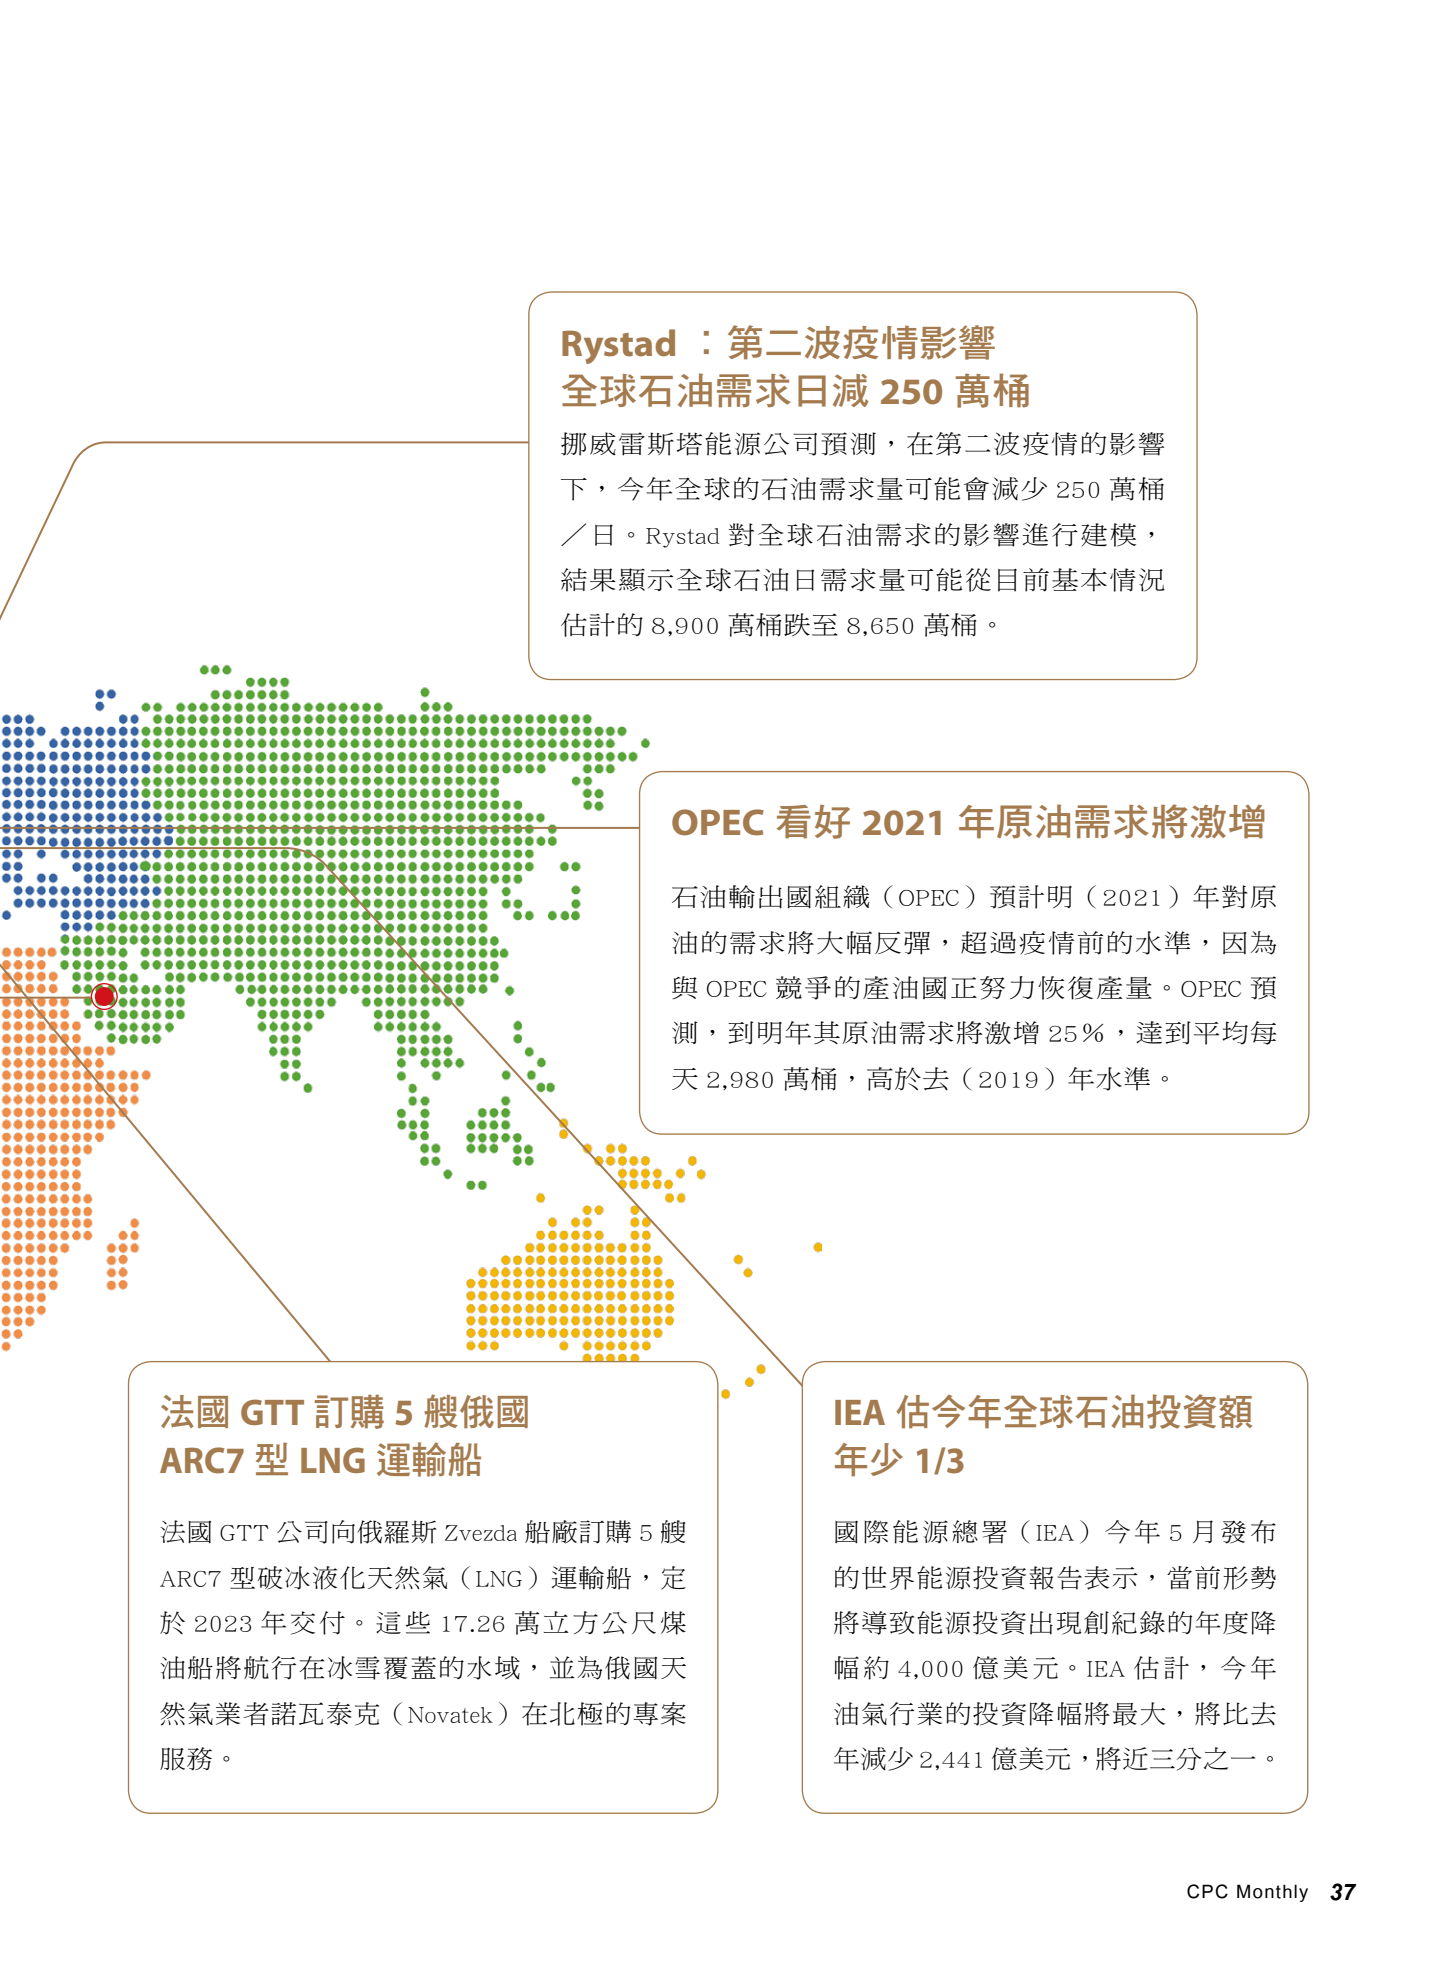 Rystad ：第二波疫情影響
全球石油需求日減 250 萬桶
挪威雷斯塔能源公司預測，在第二波疫情的影響
下，今年全球的石油需求量可能會減少 250 萬桶
／日。Rystad 對全球石油需求的影響進行建模，
結果顯示全球石油日需求量可能從目前基本情況
估計的 8,900 萬桶跌至 8,650 萬桶。
OPEC 看好 2021 年原油需求將激增
石油輸出國組織（OPEC）預計明（2021）年對原
油的需求將大幅反彈，超過疫情前的水準，因為
與 OPEC 競爭的產油國正努力恢復產量。OPEC 預
測，到明年其原油需求將激增 25%，達到平均每
天 2,980 萬桶，高於去（2019）年水準。
法國 GTT 訂購 5 艘俄國
ARC7 型 LNG 運輸船
法國 GTT 公司向俄羅斯 Zvezda 船廠訂購 5 艘
ARC7 型破冰液化天然氣（LNG）運輸船，定
於 2023 年交付。這些 17.26 萬立方公尺煤
油船將航行在冰雪覆蓋的水域，並為俄國天
然氣業者諾瓦泰克（Novatek）在北極的專案
服務。
IEA 估今年全球石油投資額
年少 1/3
國際能源總署（IEA）今年 5 月發布
的世界能源投資報告表示，當前形勢
將導致能源投資出現創紀錄的年度降
幅約 4,000 億美元。IEA 估計，今年
油氣行業的投資降幅將最大，將比去
年減少 2,441 億美元，將近三分之一。
CPC Monthly 37